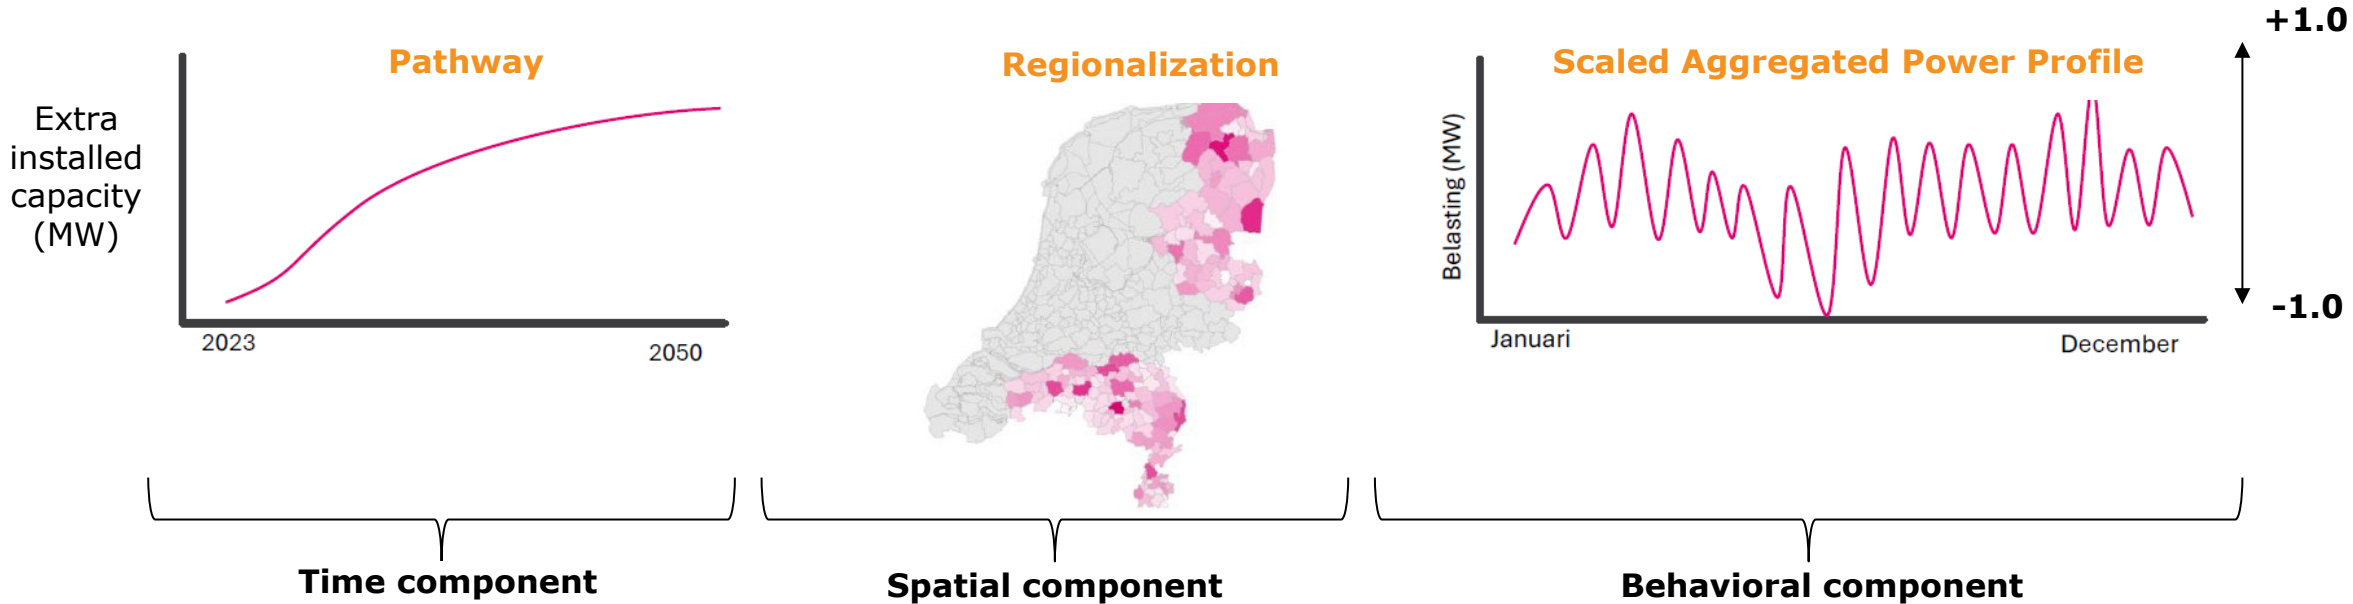 Pathway
Extra
installed
capacity
(MW)
2023
2050
Time component
Regionalization
Spatial component
Scaled Aggregated Power Profile
Belasting (MW)
Januari
December
+1.0
-1.0
Behavioral component